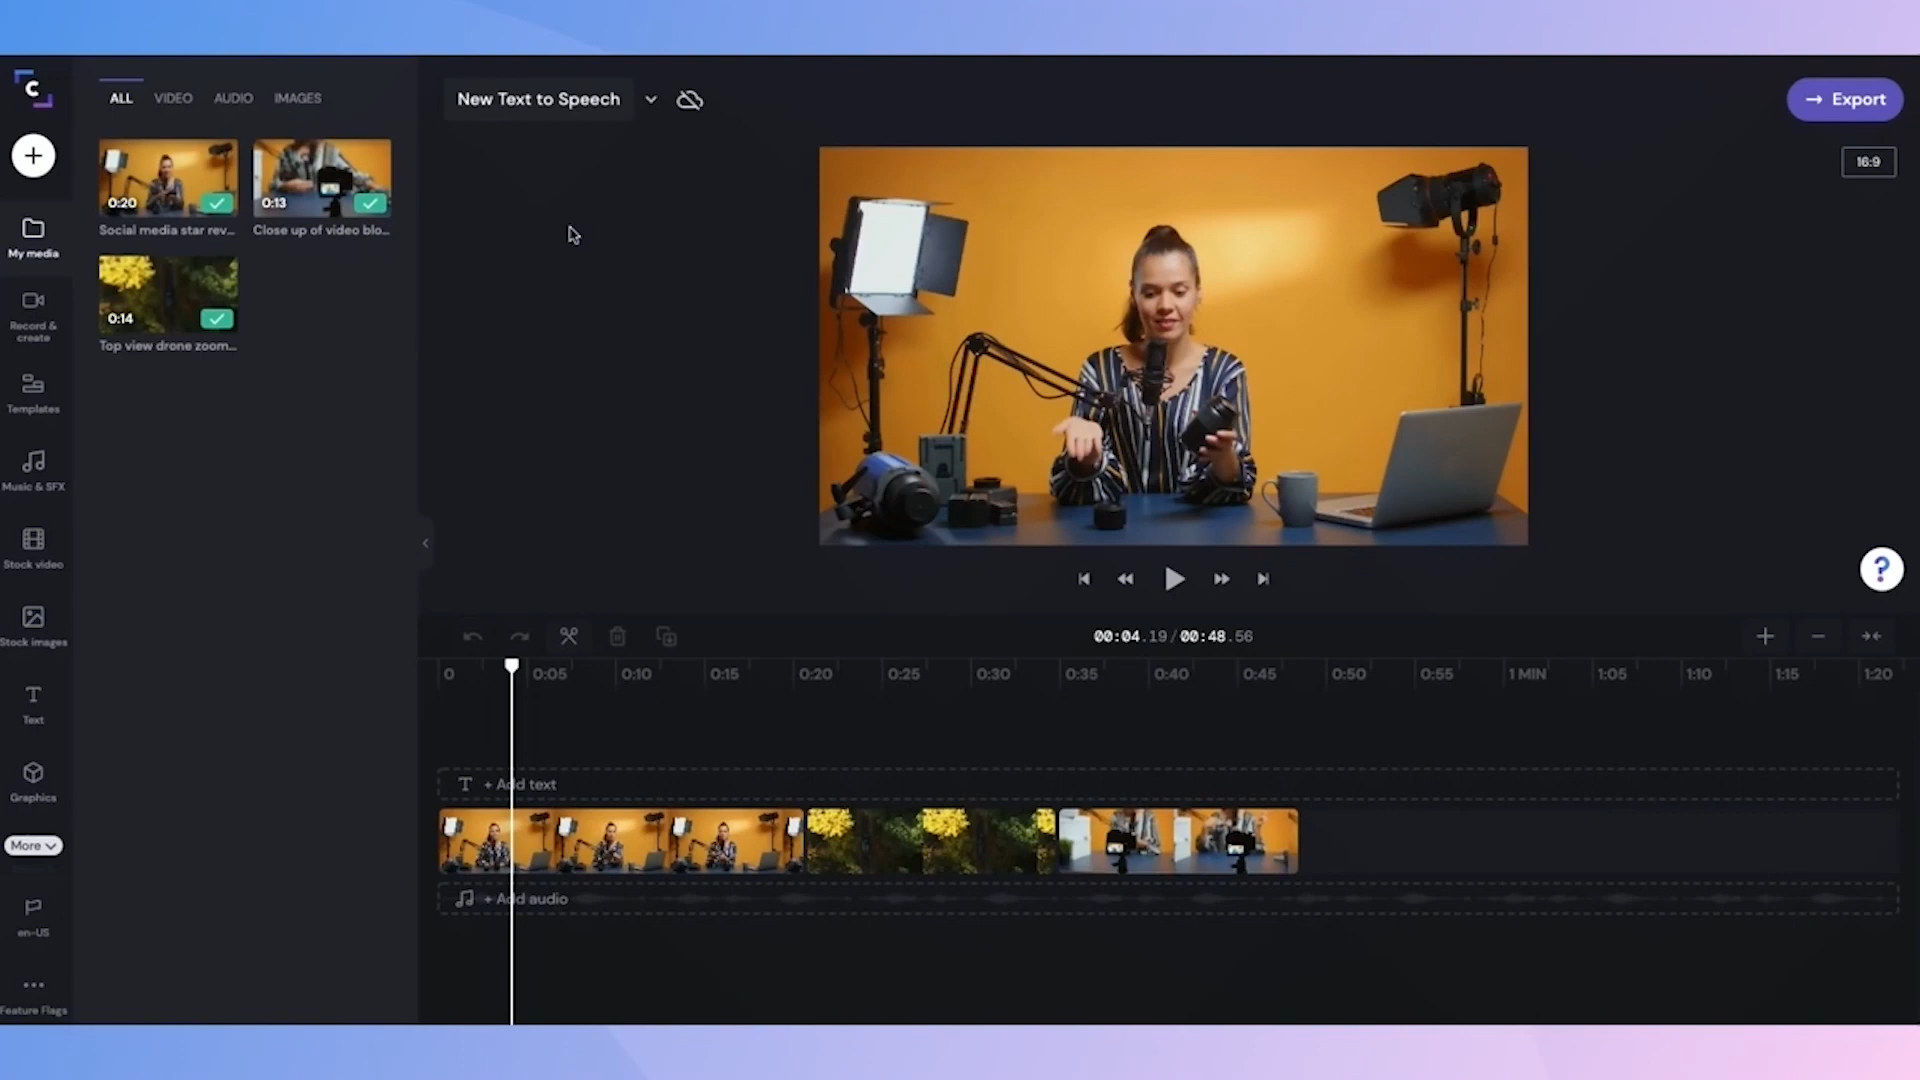 C
ALL VIDEO AUDIO IMAGES
New Text to Speech
→ Export
16:9
My media
Record & create
Templates
Music & SFX
Stock video
Stock images
Text
Graphics
More
en-US
Feature Flags
0:20
0:13
Social media star rev...
Close up of video blo...
0:14
Top view drone zoom...
?
00:04.19/00:48.56
0 0:05 0:10 0:15 0:20 0:25 0:30 0:35 0:40 0:45 0:50 0:55 1 MIN 1:05 1:10 1:15 1:20
T + Add text
+ Add audio